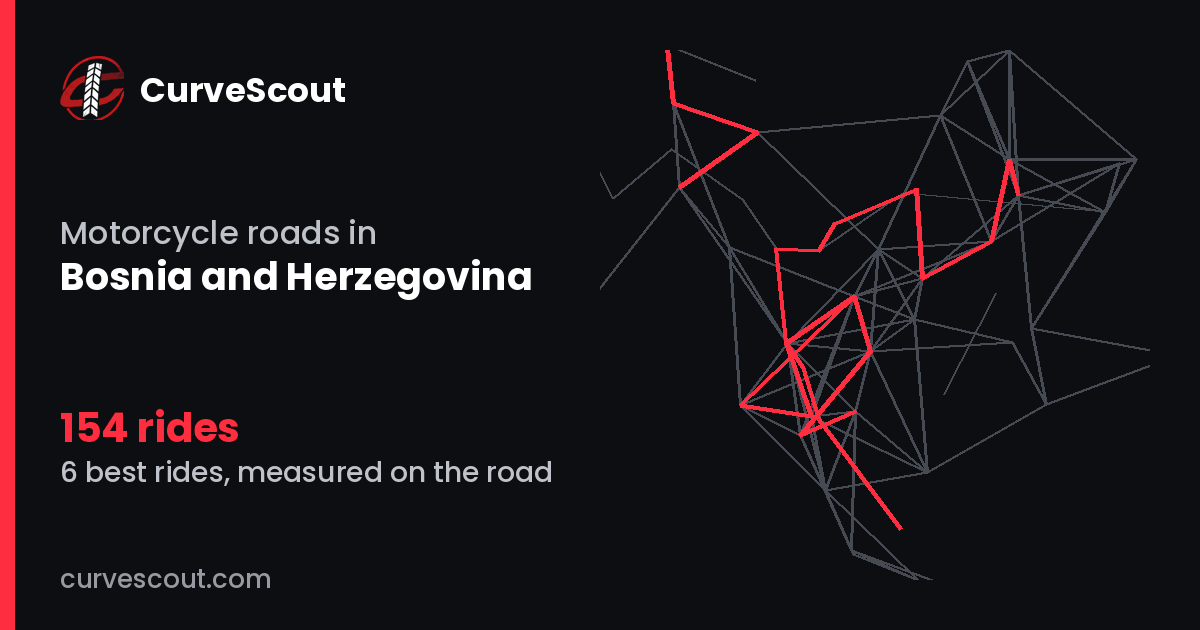 CurveScout
Motorcycle roads in
Bosnia and Herzegovina
154 rides
6 best rides, measured on the road
curvescout.com